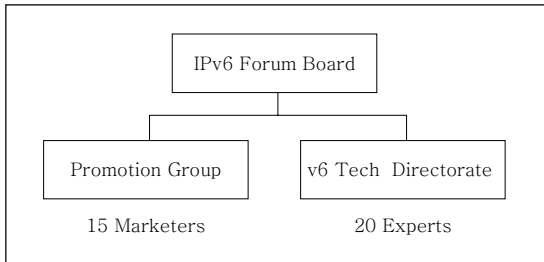 IPv6 Forum Board
Promotion Group
v6 Tech Directorate
15 Marketers
20 Experts